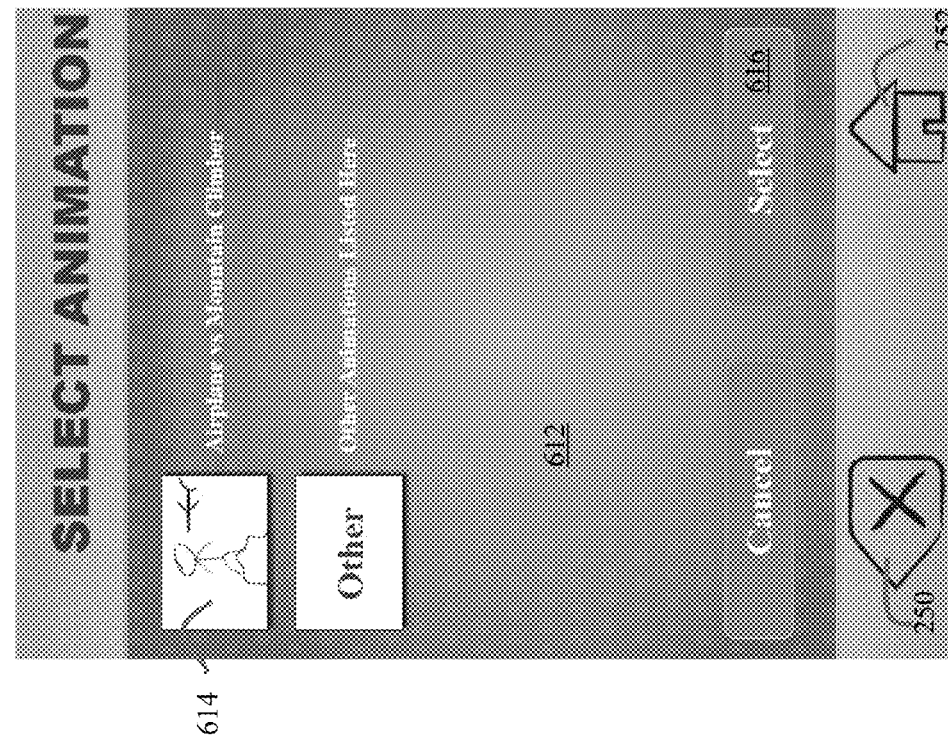 SELECT ANIMATION
614
Airplane vs Mountain Climber
Other
Other Animations Listed Here
612
Cancel
Select
616
250